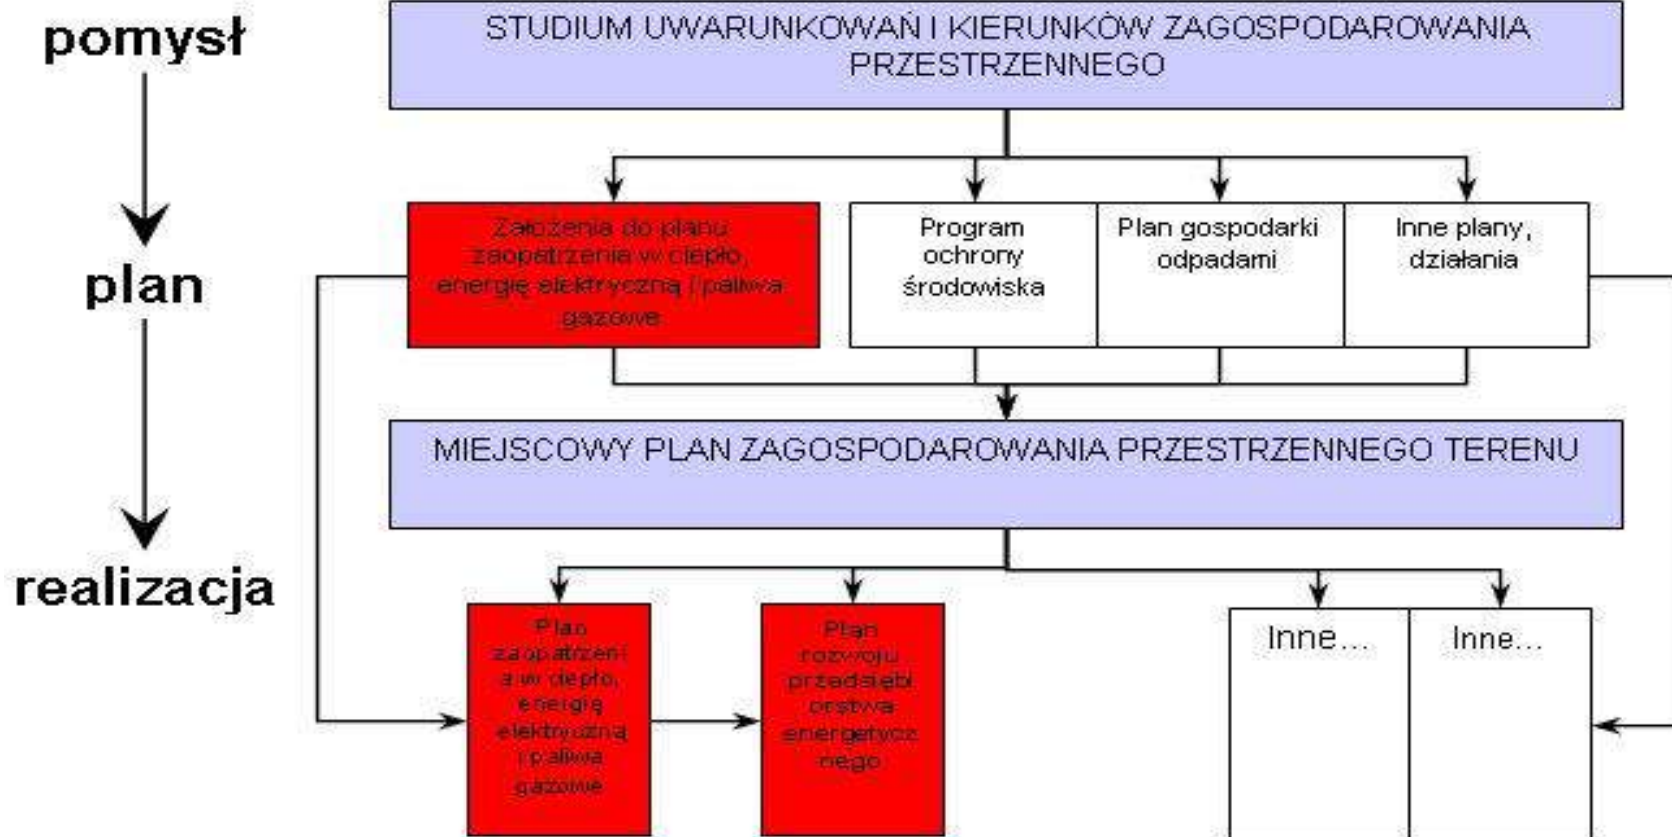 pomysł
STUDIUM UWARUNKOWAŃ I KIERUNKÓW ZAGOSPODAROWANIA
PRZESTRZENNEGO
plan
Założenia do planu
zaopatrzenia w ciepło,
energię elektryczną i paliwa
gazowe
Program
ochrony
środowiska
Plan gospodarki
odpadami
Inne plany,
działania
MIEJSCOWY PLAN ZAGOSPODAROWANIA PRZESTRZENNEGO TERENU
realizacja
Plan
zaopatrzeni
a w ciepło,
energię
elektryczną
i paliwa
gazowe
Plan
rozwoju
przedsiębi
orstwa
energetycz
nego
Inne...
Inne...